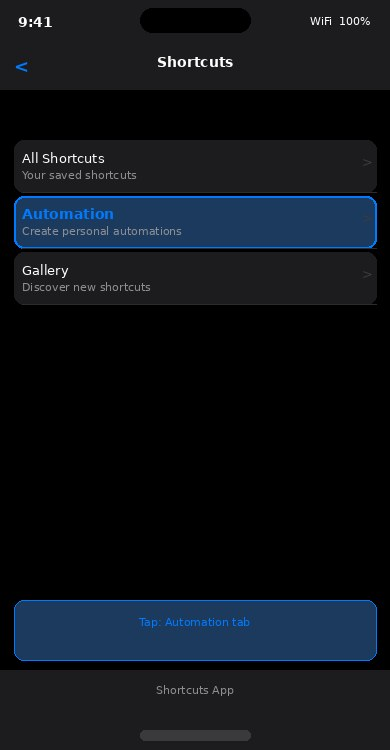 9:41
WiFi 100%
<
Shortcuts
All Shortcuts
Your saved shortcuts
>
Automation
Create personal automations
>
Gallery
Discover new shortcuts
>
Tap: Automation tab
Shortcuts App